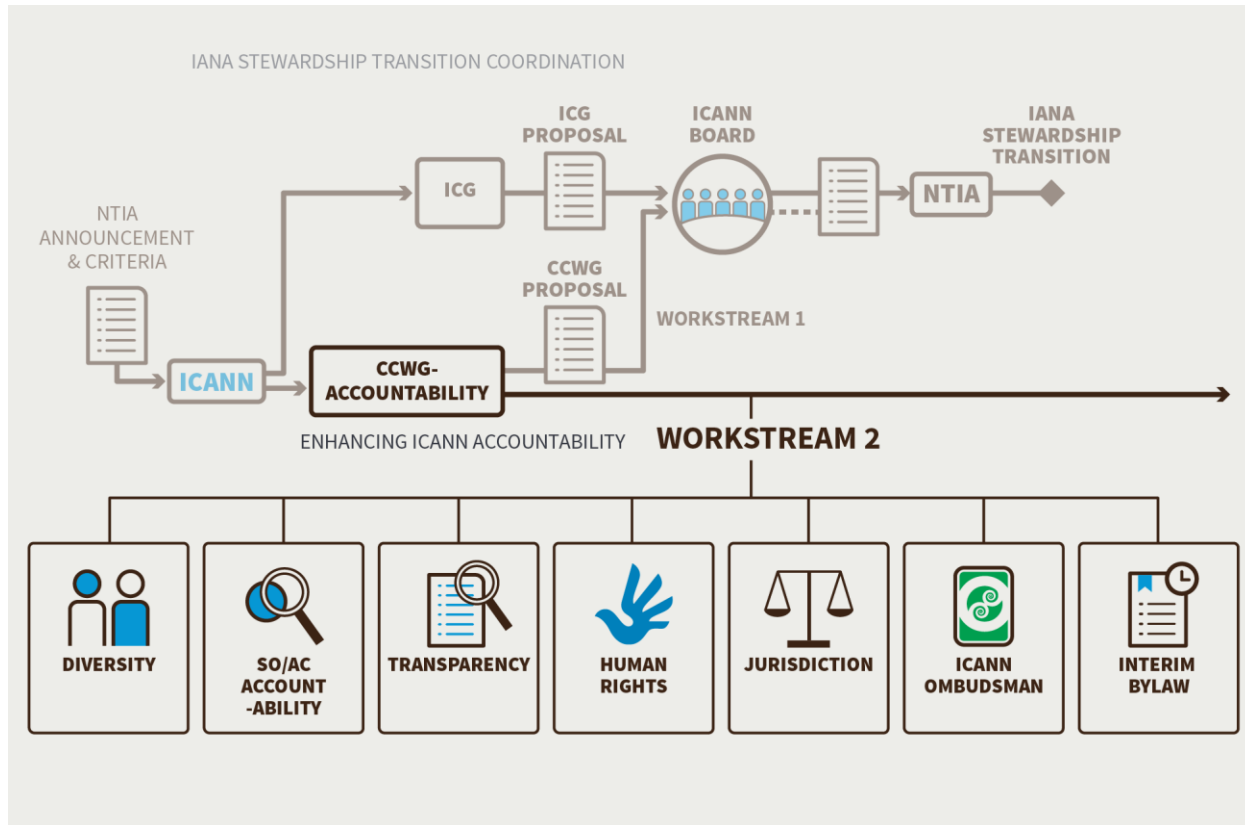 IANA STEWARDSHIP TRANSITION COORDINATION
ICG
PROPOSAL
ICANN
BOARD
IANA
STEWARDSHIP
TRANSITION
ICG
NTIA
NTIA
ANNOUNCEMENT
& CRITERIA
CCWG
PROPOSAL
WORKSTREAM 1
ICANN
CCWG-
ACCOUNTABILITY
ENHANCING ICANN ACCOUNTABILITY
WORKSTREAM 2
DIVERSITY
SO/AC
ACCOUNT
-ABILITY
TRANSPARENCY
HUMAN
RIGHTS
JURISDICTION
ICANN
OMBUDSMAN
INTERIM
BYLAW